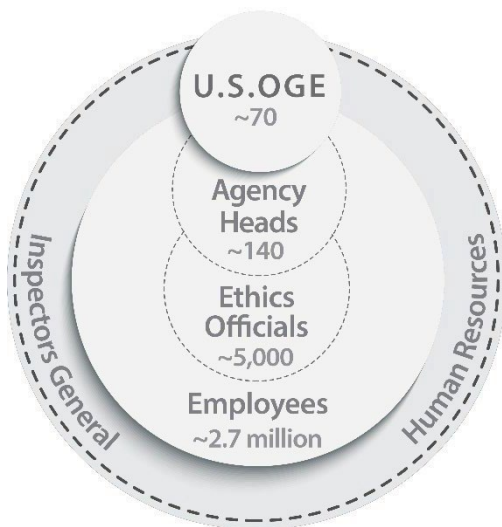 U.S.OGE
~70
Agency
Heads
~140
Ethics
Officials
~5,000
Employees
~2.7 million
Inspectors General
Human Resources